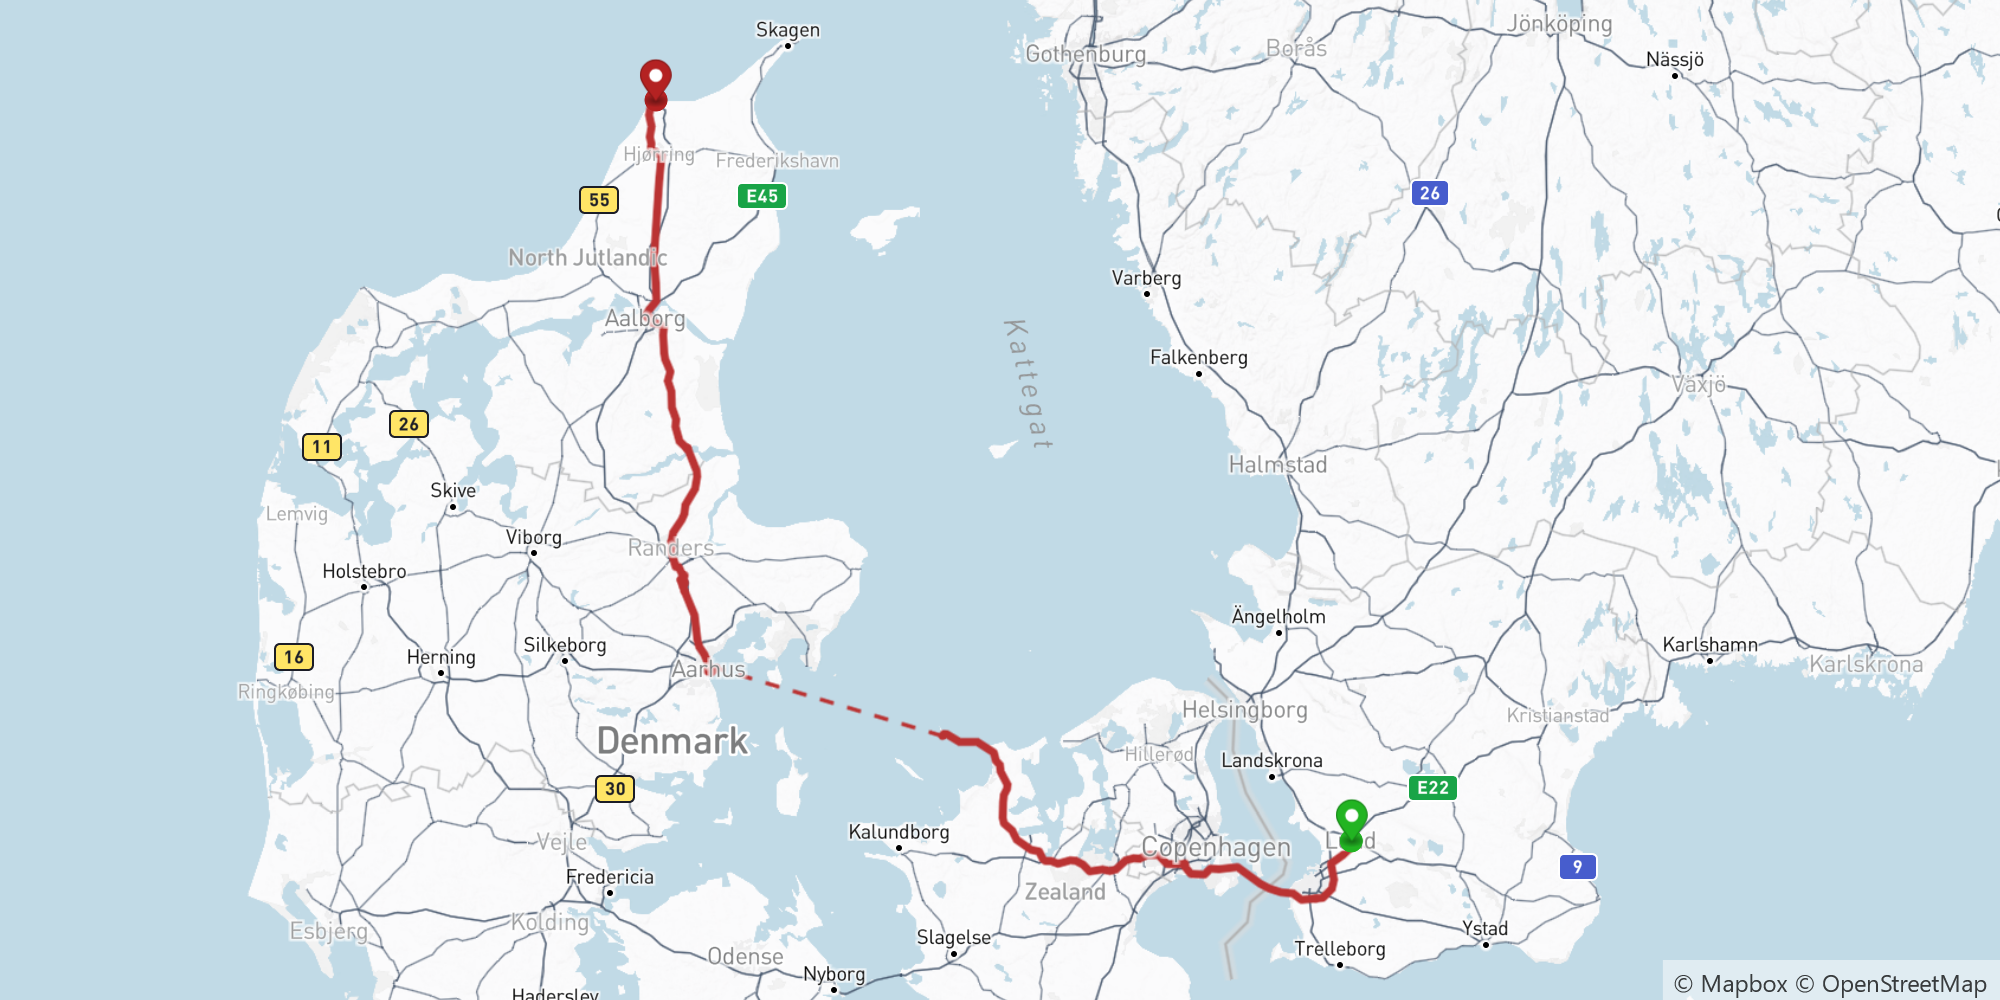 Skagen
Gothenburg
Borås
Jönköping
Nässjö
Hjørring
Frederikshavn
55
E45
26
North Jutlandic
Varberg
Aalborg
Kattegat
Falkenberg
Växjö
26
11
Halmstad
Skive
Lemvig
Viborg
Randers
Holstebro
Ängelholm
Silkeborg
Herning
16
Aarhus
Karlshamn
Karlskrona
Ringkøbing
Helsingborg
Kristianstad
Denmark
Hillerød
Landskrona
30
E22
Kalundborg
Vejle
Copenhagen
9
Fredericia
Zealand
Kolding
Esbjerg
Slagelse
Ystad
Trelleborg
Odense
Nyborg
Haderslev
© Mapbox © OpenStreetMap